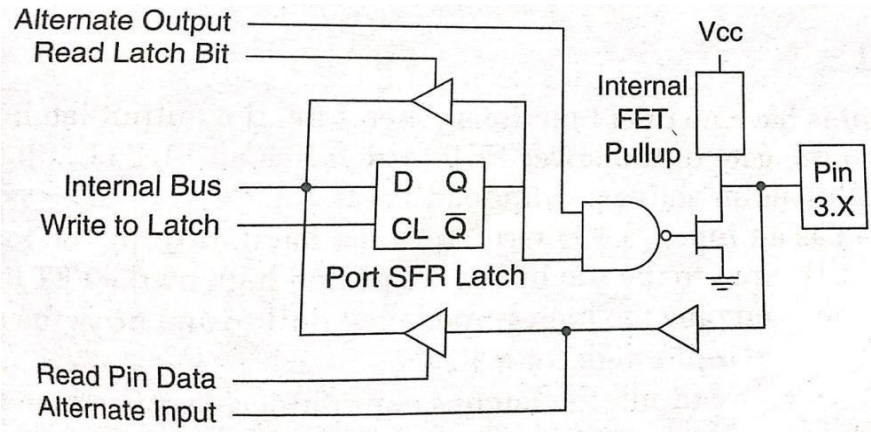 Alternate Output
Read Latch Bit
Vcc
Internal
FET
Pullup
Internal Bus
D Q
Pin
3.X
Write to Latch
CL Q̅
Port SFR Latch
Read Pin Data
Alternate Input